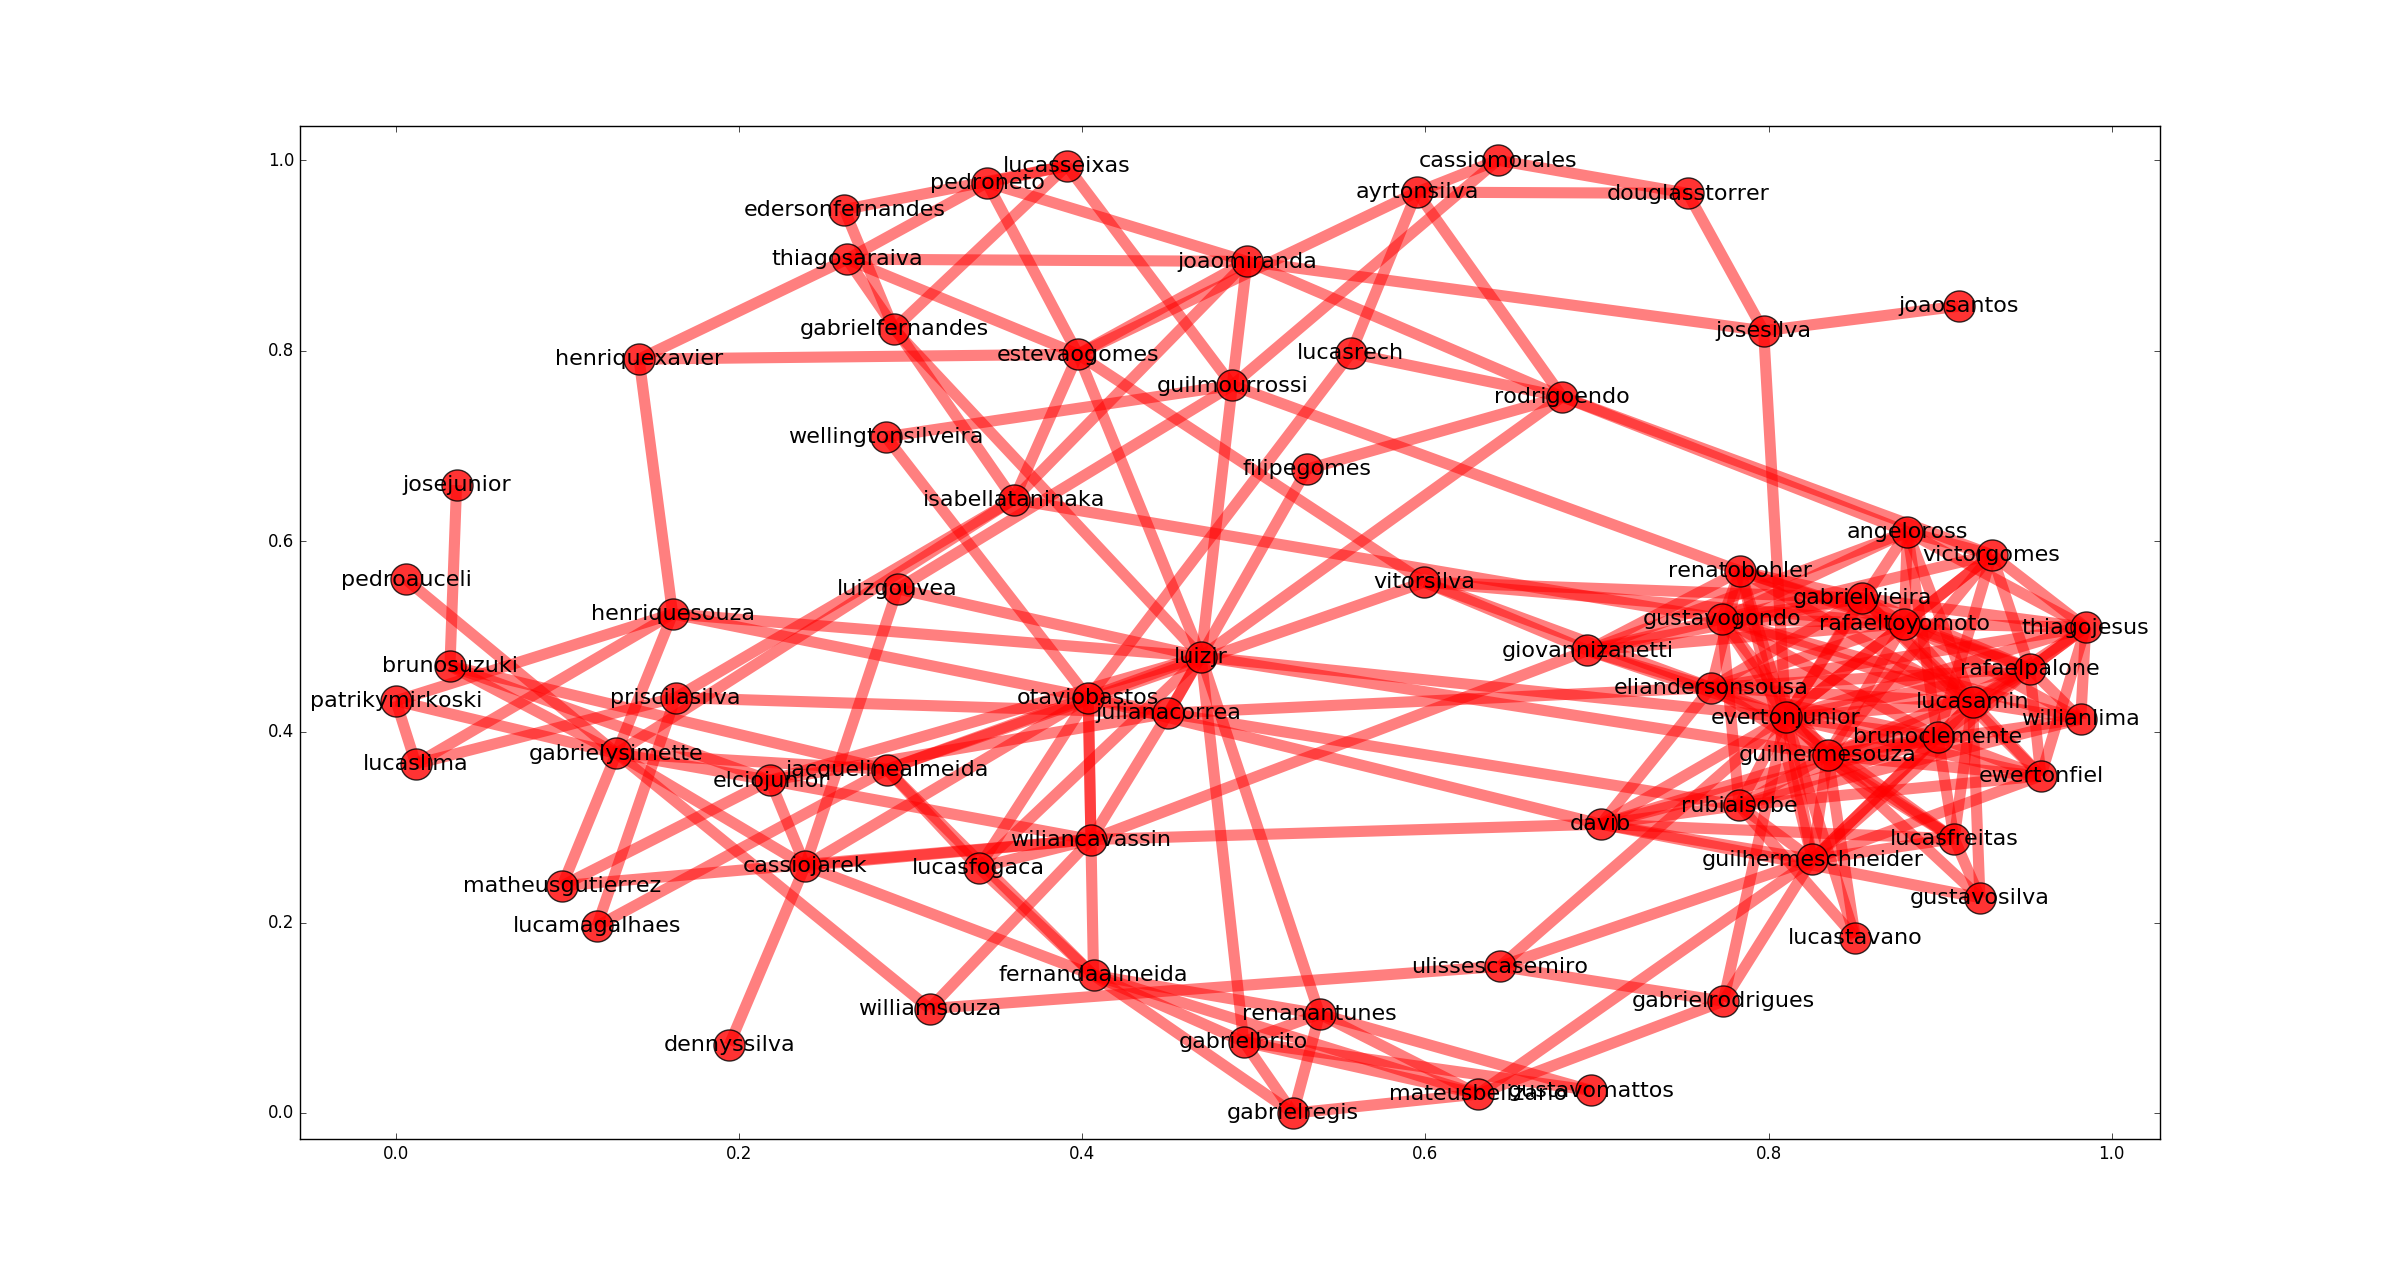 1.0
0.8
0.6
0.4
0.2
0.0
0.0
0.2
0.4
0.6
0.8
1.0
cassiomorales
lucasseixas
pedroneto
ayrtonsilva
douglasstorrer
edersonfernandes
thiagosaraiva
joaomiranda
joaosantos
gabrielfernandes
josesilva
henriquexavier
estevaogomes
lucasrech
guilmourrossi
rodrigoendo
wellingtonsilveira
filipegomes
josejunior
isabellataninaka
angeloross
victorgomes
renatobohler
pedroauceli
luizgouvea
vitorsilva
gabrielvieira
henriquesouza
gustavogondo
rafaeltoyomoto
thiagojesus
giovannizanetti
luizjr
brunosuzuki
rafaelpalone
eliandersonsousa
patrikymirkoski
priscilasilva
otaviobastos
julianacorrea
lucasamin
evertonjunior
willianlima
brunoclemente
gabrielysimette
guilhermesouza
lucaslima
jacquelinealmeida
elciojunior
ewertonfiel
rubiaisobe
davib
wiliancavassin
lucasfreitas
guilhermeschneider
cassiojarek
lucasfogaca
matheusgutierrez
gustavosilva
lucamagalhaes
lucastavano
ulissescasemiro
fernandaalmeida
gabrielrodrigues
williamsouza
renanantunes
gabrielbrito
dennyssilva
mateusbelizario
gustavomattos
gabrielregis